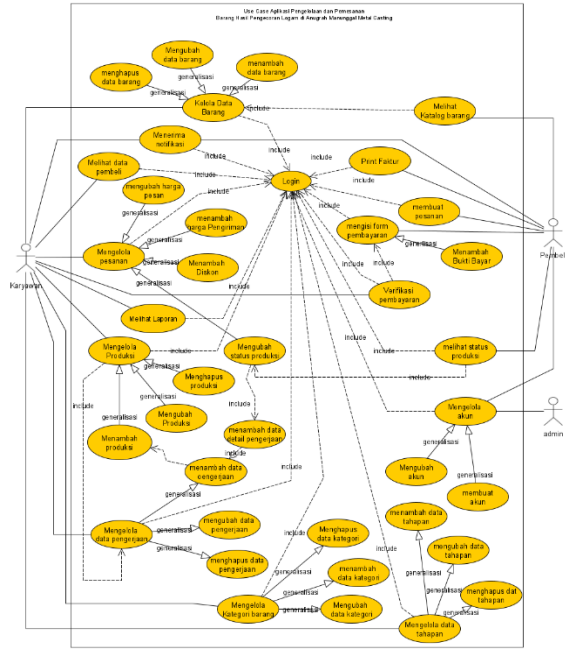 Use Case Aplikasi Pengelolaan dan Pemesanan
Barang Hasil Pengecoran Logam di Anugrah Manunggal Metal Casting
Mengubah
data barang
menghapus
data barang
menambah
data barang
generalisasi
generalisasi
generalisasi
Kelola Data
Barang
include
Melihat
Katalog barang
include
Menerima
notifikasi
include
Print Faktur
include
Melihat data
pembeli
include
Login
include
mengubah harga
pesan
include
membuat
pesanan
generalisasi
menambah
harga Pengiriman
mengisi form
pembayaran
generalisasi
Mengelola
pesanan
generalisasi
generalisasi
Menambah
Bukti Bayar
Menambah
Diskon
include
include
Karyawan
Pembeli
Verifikasi
pembayaran
Melihat Laporan
include
Mengelola
Produksi
Mengubah
status produksi
include
include
melihat status
produksi
include
generalisasi
Menghapus
produksi
generalisasi
include
generalisasi
Mengubah
Produksi
Mengelola
akun
admin
Menambah
produksi
menambah data
detail pengerjaan
include
generalisasi
menambah data
pengerjaan
include
Mengubah
akun
generalisasi
membuat
akun
generalisasi
Mengelola
data pengerjaan
generalisasi
mengubah data
pengerjaan
generalisasi
menghapus data
pengerjaan
include
Menghapus
data kategori
menambah data
tahapan
include
mengubah data
tahapan
generalisasi
menambah
data kategori
generalisasi
generalisasi
generalisasi
menghapus dat
tahapan
generalisasi
Mengelola
Kategori barang
generalisasi
Mengubah
data kategori
Mengelola data
tahapan